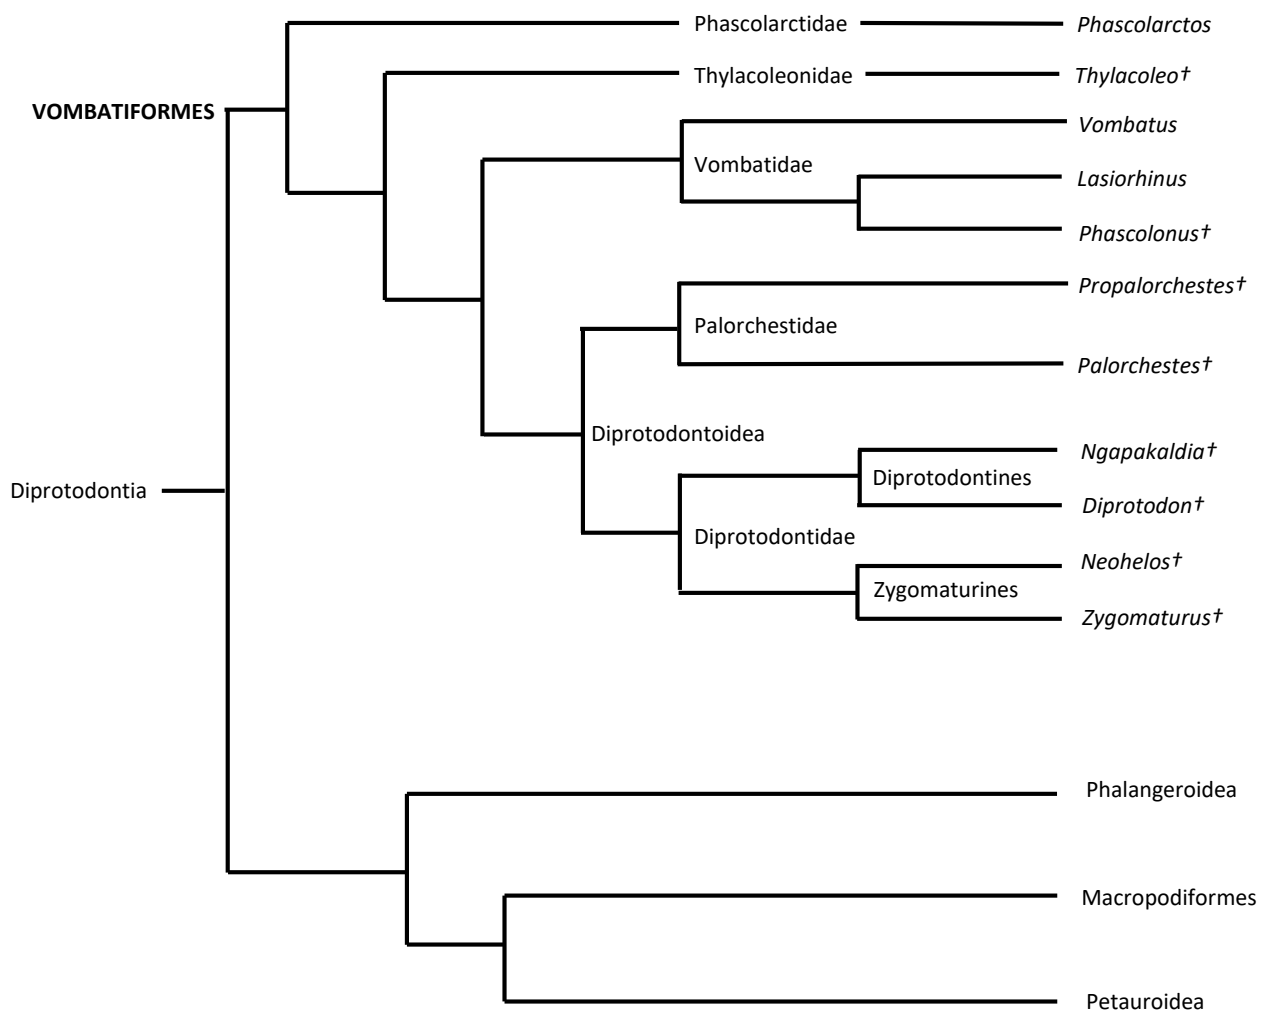 Phascolarctidae
Phascolarctos
Thylacoleonidae
Thylacoleo†
VOMBATIFORMES
Vombatus
Vombatidae
Lasiorhinus
Phascolonus†
Propalorchestes†
Palorchestidae
Palorchestes†
Diprotodontoidea
Ngapakaldia†
Diprotodontines
Diprotodontia
Diprotodon†
Diprotodontidae
Neohelos†
Zygomaturines
Zygomaturus†
Phalangeroidea
Macropodiformes
Petauroidea